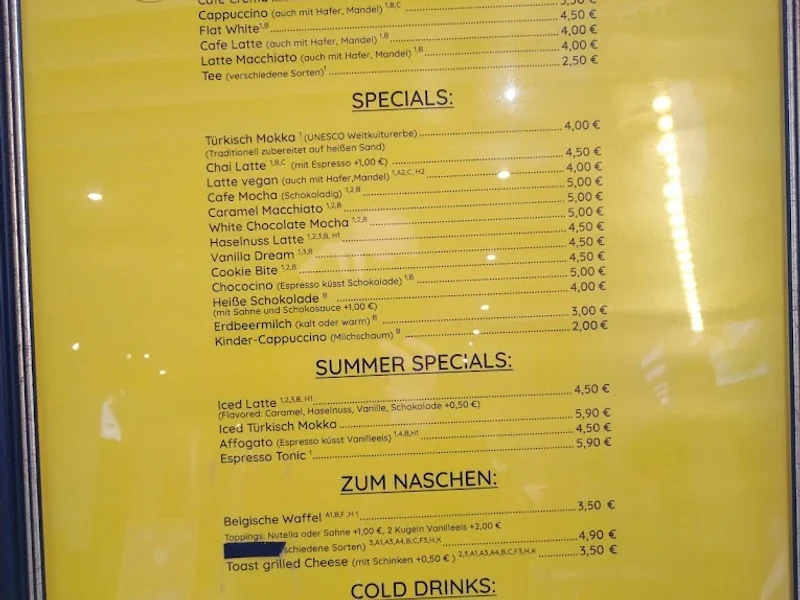 Cappuccino (auch mit Hafer, Mandel) 1,B,C ........ 3,50 €
Flat White 1,B ........ 4,50 €
Cafe Latte (auch mit Hafer, Mandel) 1,B ........ 4,00 €
Latte Macchiato (auch mit Hafer, Mandel) 1,B ........ 4,00 €
Tee (verschiedene Sorten) 1 ........ 2,50 €
SPECIALS:
Türkisch Mokka 1 (UNESCO Weltkulturerbe) ........ 4,00 €
(Traditionell zubereitet auf heißen Sand)
Chai Latte 1,B,C (mit Espresso +1,00 €) ........ 4,50 €
Latte vegan (auch mit Hafer,Mandel) 1,A2,C, H2 ........ 4,00 €
Cafe Mocha (Schokoladig) 1,2,B ........ 5,00 €
Caramel Macchiato 1,2,B ........ 5,00 €
White Chocolate Mocha 1,2,B ........ 5,00 €
Haselnuss Latte 1,2,3,B, H1 ........ 4,50 €
Vanilla Dream 1,3,B ........ 4,50 €
Cookie Bite 1,2,B ........ 4,50 €
Chococino (Espresso küsst Schokolade) 1,B ........ 5,00 €
Heiße Schokolade B ........ 4,00 €
(mit Sahne und Schokosauce +1,00 €)
Erdbeermilch (kalt oder warm) B ........ 3,00 €
Kinder-Cappuccino (Milchschaum) B ........ 2,00 €
SUMMER SPECIALS:
Iced Latte 1,2,3,B, H1 ........ 4,50 €
(Flavored: Caramel, Haselnuss, Vanille, Schokolade +0,50 €)
Iced Türkisch Mokka ........ 5,90 €
Affogato (Espresso küsst Vanilleeis) 1,4,B,H1 ........ 4,50 €
Espresso Tonic 1 ........ 5,90 €
ZUM NASCHEN:
Belgische Waffel A1,B,F ,H 1 ........ 3,50 €
Toppings: Nutella oder Sahne +1,00 €, 2 Kugeln Vanilleeis +2,00 €
schiedene Sorten) 3,A1,A3,A4,B,C,F3,H,K ........ 4,90 €
Toast grilled Cheese (mit Schinken +0,50 € ) 2,3,A1,A3,A4,B,C,F3,H,K ........ 3,50 €
COLD DRINKS: